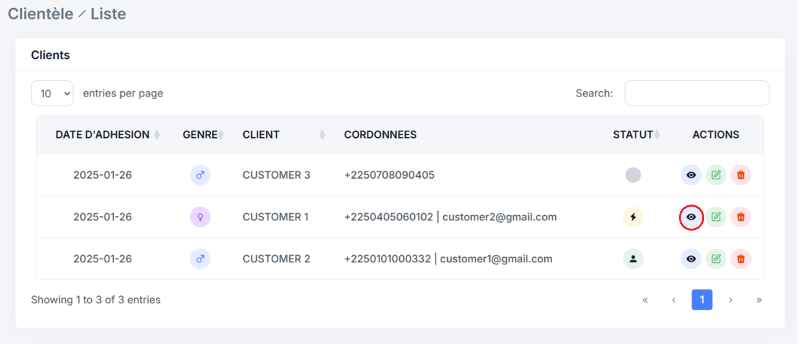 Clientèle / Liste
Clients
10 entries per page Search:
DATE D'ADHESION GENRE CLIENT CORDONNEES STATUT ACTIONS
2025-01-26 CUSTOMER 3 +2250708090405
2025-01-26 CUSTOMER 1 +2250405060102 | customer2@gmail.com
2025-01-26 CUSTOMER 2 +2250101000332 | customer1@gmail.com
Showing 1 to 3 of 3 entries « ‹ 1 › »